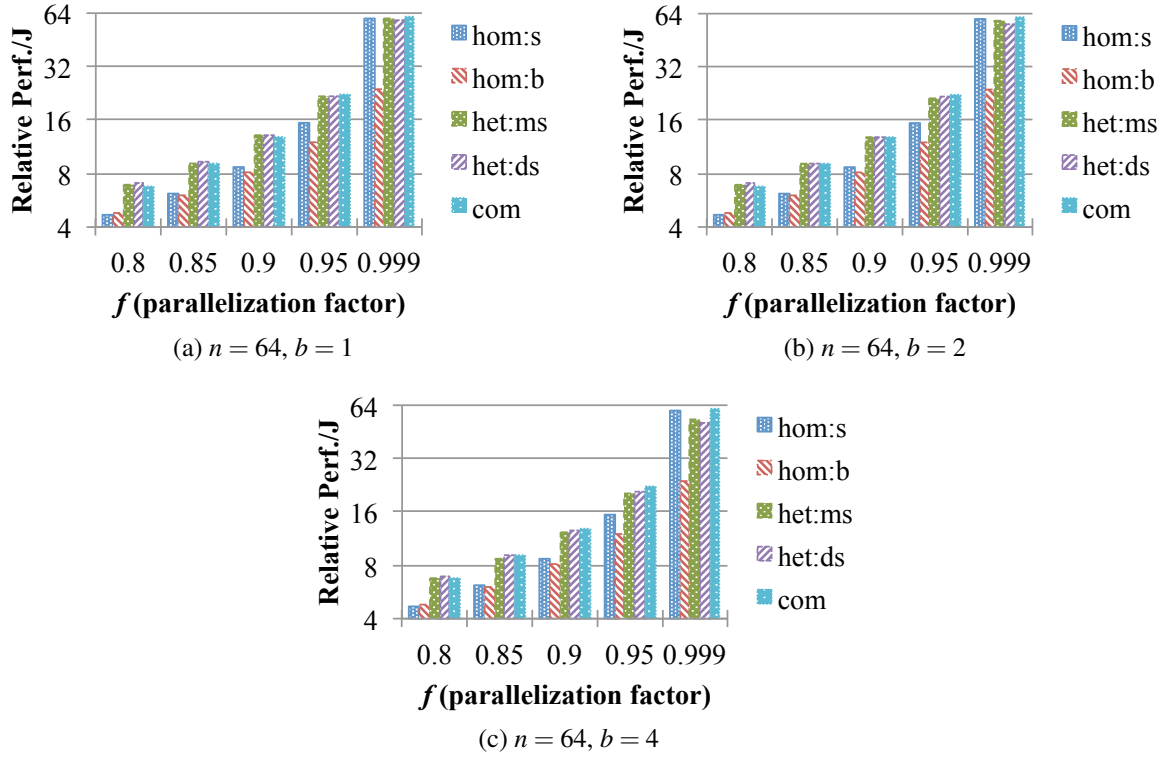 Relative Perf./J
64
32
16
8
4
0.8 0.85 0.9 0.95 0.999
f (parallelization factor)
hom:s
hom:b
het:ms
het:ds
com
(a) n = 64, b = 1
Relative Perf./J
64
32
16
8
4
0.8 0.85 0.9 0.95 0.999
f (parallelization factor)
hom:s
hom:b
het:ms
het:ds
com
(b) n = 64, b = 2
Relative Perf./J
64
32
16
8
4
0.8 0.85 0.9 0.95 0.999
f (parallelization factor)
hom:s
hom:b
het:ms
het:ds
com
(c) n = 64, b = 4